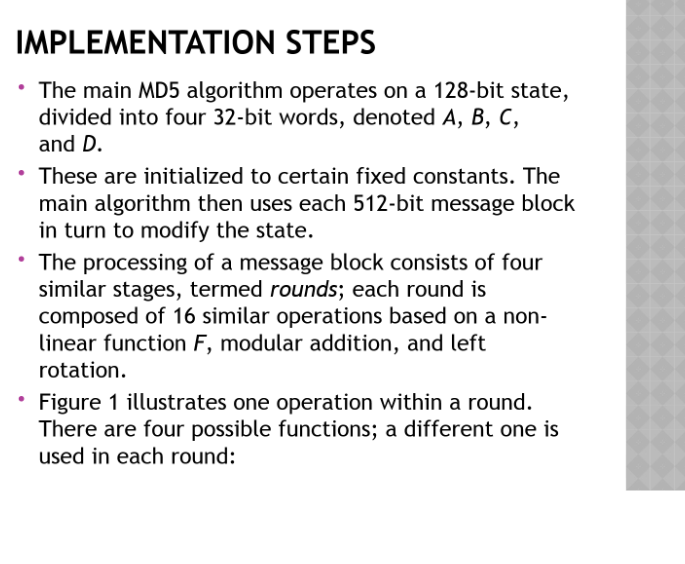 IMPLEMENTATION STEPS
• The main MD5 algorithm operates on a 128-bit state,
divided into four 32-bit words, denoted A, B, C,
and D.
• These are initialized to certain fixed constants. The
main algorithm then uses each 512-bit message block
in turn to modify the state.
• The processing of a message block consists of four
similar stages, termed rounds; each round is
composed of 16 similar operations based on a non-
linear function F, modular addition, and left
rotation.
• Figure 1 illustrates one operation within a round.
There are four possible functions; a different one is
used in each round: